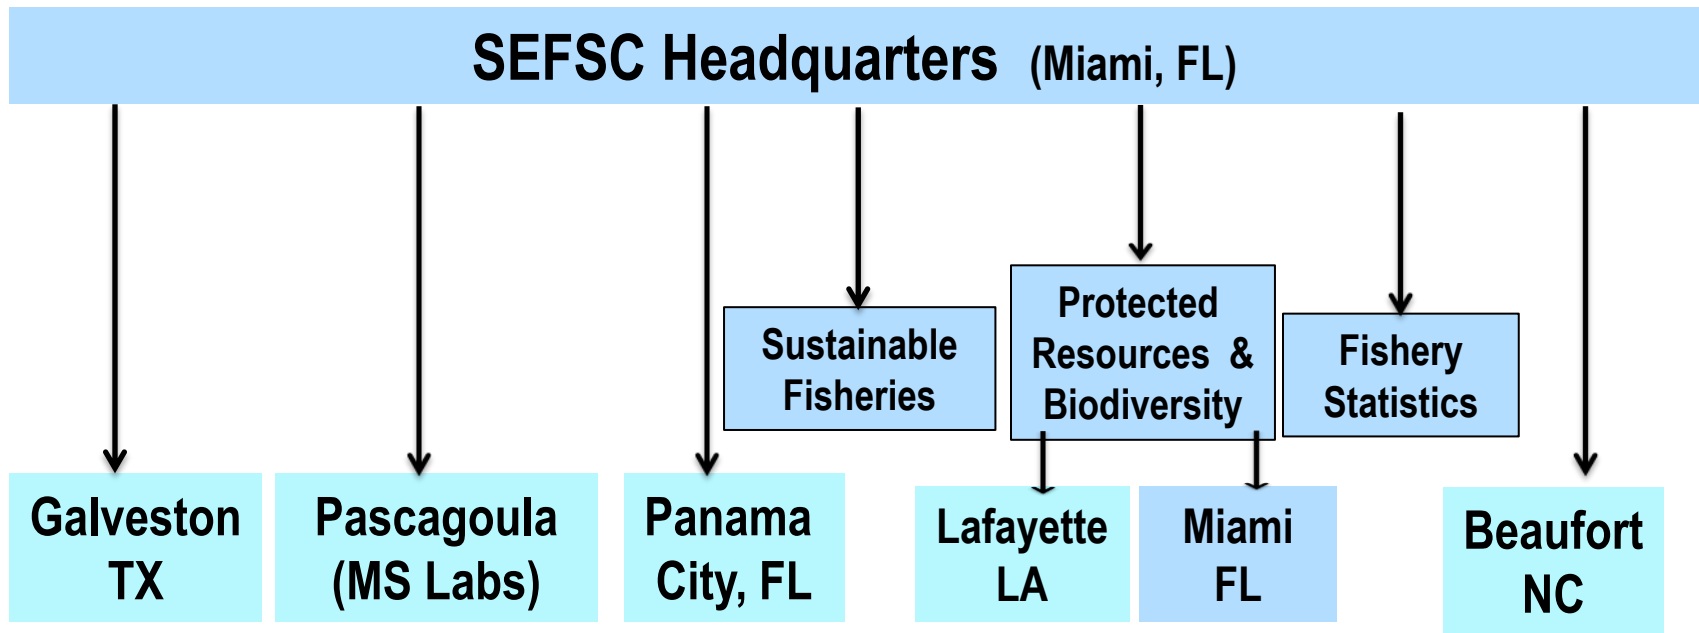 SEFSC Headquarters (Miami, FL)
Sustainable
Fisheries
Protected
Resources & 
Biodiversity
Fishery
Statistics
Galveston
TX
Pascagoula
(MS Labs)
Panama
City, FL
Lafayette
LA
Miami
FL
Beaufort
NC